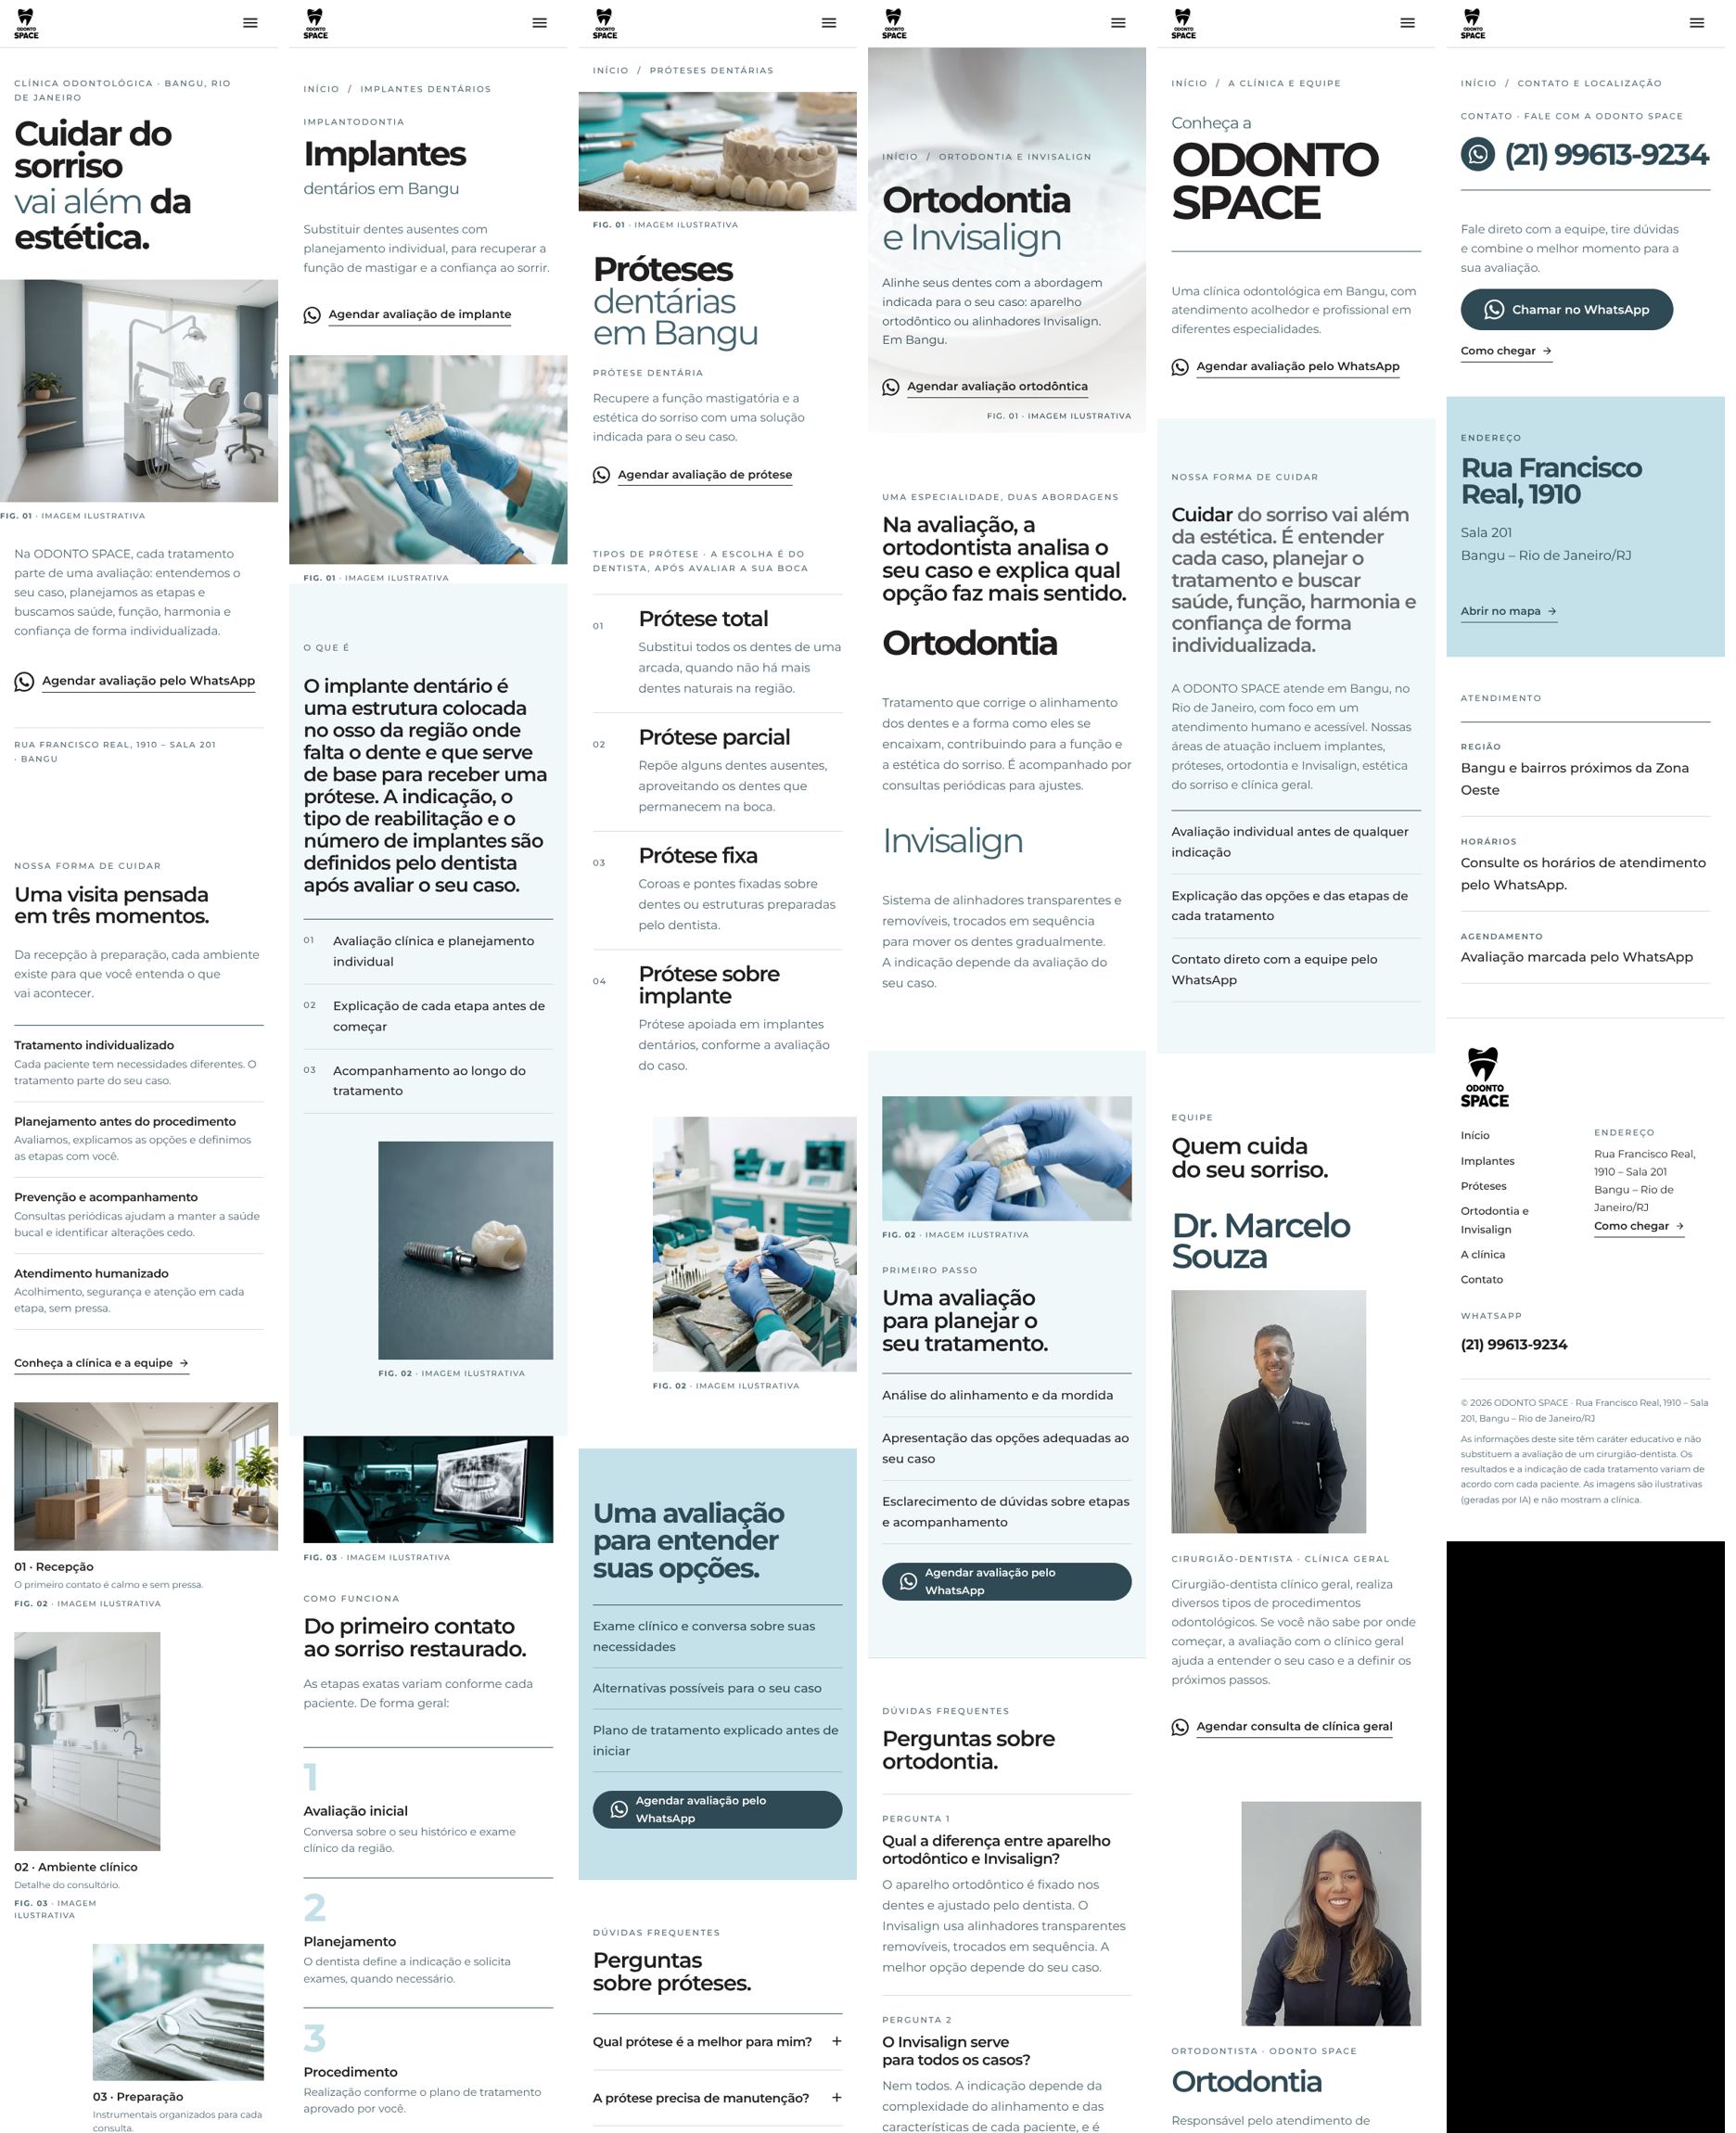 ODONTO
SPACE
CLÍNICA ODONTOLÓGICA · BANGU, RIO
DE JANEIRO
Cuidar do
sorriso
vai além da
estética.
FIG. 01 · IMAGEM ILUSTRATIVA
Na ODONTO SPACE, cada tratamento
parte de uma avaliação: entendemos o
seu caso, planejamos as etapas e
buscamos saúde, função, harmonia e
confiança de forma individualizada.
Agendar avaliação pelo WhatsApp
RUA FRANCISCO REAL, 1910 – SALA 201
· BANGU
NOSSA FORMA DE CUIDAR
Uma visita pensada
em três momentos.
Da recepção à preparação, cada ambiente
existe para que você entenda o que
vai acontecer.
Tratamento individualizado
Cada paciente tem necessidades diferentes. O
tratamento parte do seu caso.
Planejamento antes do procedimento
Avaliamos, explicamos as opções e definimos
as etapas com você.
Prevenção e acompanhamento
Consultas periódicas ajudam a manter a saúde
bucal e identificar alterações cedo.
Atendimento humanizado
Acolhimento, segurança e atenção em cada
etapa, sem pressa.
Conheça a clínica e a equipe →
01 · Recepção
O primeiro contato é calmo e sem pressa.
FIG. 02 · IMAGEM ILUSTRATIVA
02 · Ambiente clínico
Detalhe do consultório.
FIG. 03 · IMAGEM
ILUSTRATIVA
03 · Preparação
Instrumentais organizados para cada
consulta.
ODONTO
SPACE
INÍCIO / IMPLANTES DENTÁRIOS
IMPLANTODONTIA
Implantes
dentários em Bangu
Substituir dentes ausentes com
planejamento individual, para recuperar a
função de mastigar e a confiança ao sorrir.
Agendar avaliação de implante
FIG. 01 · IMAGEM ILUSTRATIVA
O QUE É
O implante dentário é
uma estrutura colocada
no osso da região onde
falta o dente e que serve
de base para receber uma
prótese. A indicação, o
tipo de reabilitação e o
número de implantes são
definidos pelo dentista
após avaliar o seu caso.
01 Avaliação clínica e planejamento
individual
02 Explicação de cada etapa antes de
começar
03 Acompanhamento ao longo do
tratamento
FIG. 02 · IMAGEM ILUSTRATIVA
FIG. 03 · IMAGEM ILUSTRATIVA
COMO FUNCIONA
Do primeiro contato
ao sorriso restaurado.
As etapas exatas variam conforme cada
paciente. De forma geral:
1
Avaliação inicial
Conversa sobre o seu histórico e exame
clínico da região.
2
Planejamento
O dentista define a indicação e solicita
exames, quando necessário.
3
Procedimento
Realização conforme o plano de tratamento
aprovado por você.
ODONTO
SPACE
INÍCIO / PRÓTESES DENTÁRIAS
FIG. 01 · IMAGEM ILUSTRATIVA
Próteses
dentárias
em Bangu
PRÓTESE DENTÁRIA
Recupere a função mastigatória e a
estética do sorriso com uma solução
indicada para o seu caso.
Agendar avaliação de prótese
TIPOS DE PRÓTESE · A ESCOLHA É DO
DENTISTA, APÓS AVALIAR A SUA BOCA
01 Prótese total
Substitui todos os dentes de uma
arcada, quando não há mais
dentes naturais na região.
02 Prótese parcial
Repõe alguns dentes ausentes,
aproveitando os dentes que
permanecem na boca.
03 Prótese fixa
Coroas e pontes fixadas sobre
dentes ou estruturas preparadas
pelo dentista.
04 Prótese sobre
implante
Prótese apoiada em implantes
dentários, conforme a avaliação
do caso.
FIG. 02 · IMAGEM ILUSTRATIVA
Uma avaliação
para entender
suas opções.
Exame clínico e conversa sobre suas
necessidades
Alternativas possíveis para o seu caso
Plano de tratamento explicado antes de
iniciar
Agendar avaliação pelo
WhatsApp
DÚVIDAS FREQUENTES
Perguntas
sobre próteses.
Qual prótese é a melhor para mim? +
A prótese precisa de manutenção? +
ODONTO
SPACE
INÍCIO / ORTODONTIA E INVISALIGN
Ortodontia
e Invisalign
Alinhe seus dentes com a abordagem
indicada para o seu caso: aparelho
ortodôntico ou alinhadores Invisalign.
Em Bangu.
Agendar avaliação ortodôntica
FIG. 01 · IMAGEM ILUSTRATIVA
UMA ESPECIALIDADE, DUAS ABORDAGENS
Na avaliação, a
ortodontista analisa o
seu caso e explica qual
opção faz mais sentido.
Ortodontia
Tratamento que corrige o alinhamento
dos dentes e a forma como eles se
encaixam, contribuindo para a função e
a estética do sorriso. É acompanhado por
consultas periódicas para ajustes.
Invisalign
Sistema de alinhadores transparentes e
removíveis, trocados em sequência
para mover os dentes gradualmente.
A indicação depende da avaliação do
seu caso.
FIG. 02 · IMAGEM ILUSTRATIVA
PRIMEIRO PASSO
Uma avaliação
para planejar o
seu tratamento.
Análise do alinhamento e da mordida
Apresentação das opções adequadas ao
seu caso
Esclarecimento de dúvidas sobre etapas
e acompanhamento
Agendar avaliação pelo
WhatsApp
DÚVIDAS FREQUENTES
Perguntas sobre
ortodontia.
PERGUNTA 1
Qual a diferença entre aparelho
ortodôntico e Invisalign?
O aparelho ortodôntico é fixado nos
dentes e ajustado pelo dentista. O
Invisalign usa alinhadores transparentes
removíveis, trocados em sequência. A
melhor opção depende do seu caso.
PERGUNTA 2
O Invisalign serve
para todos os casos?
Nem todos. A indicação depende da
complexidade do alinhamento e das
características de cada paciente, e é
ODONTO
SPACE
INÍCIO / A CLÍNICA E EQUIPE
Conheça a
ODONTO
SPACE
Uma clínica odontológica em Bangu, com
atendimento acolhedor e profissional em
diferentes especialidades.
Agendar avaliação pelo WhatsApp
NOSSA FORMA DE CUIDAR
Cuidar do sorriso vai além
da estética. É entender
cada caso, planejar o
tratamento e buscar
saúde, função, harmonia e
confiança de forma
individualizada.
A ODONTO SPACE atende em Bangu, no
Rio de Janeiro, com foco em um
atendimento humano e acessível. Nossas
áreas de atuação incluem implantes,
próteses, ortodontia e Invisalign, estética
do sorriso e clínica geral.
Avaliação individual antes de qualquer
indicação
Explicação das opções e das etapas de
cada tratamento
Contato direto com a equipe pelo
WhatsApp
EQUIPE
Quem cuida
do seu sorriso.
Dr. Marcelo
Souza
CIRURGIÃO-DENTISTA · CLÍNICA GERAL
Cirurgião-dentista clínico geral, realiza
diversos tipos de procedimentos
odontológicos. Se você não sabe por onde
começar, a avaliação com o clínico geral
ajuda a entender o seu caso e a definir os
próximos passos.
Agendar consulta de clínica geral
ORTODONTISTA · ODONTO SPACE
Ortodontia
Responsável pelo atendimento de
ODONTO
SPACE
INÍCIO / CONTATO E LOCALIZAÇÃO
CONTATO · FALE COM A ODONTO SPACE
(21) 99613-9234
Fale direto com a equipe, tire dúvidas
e combine o melhor momento para a
sua avaliação.
Chamar no WhatsApp
Como chegar →
ENDEREÇO
Rua Francisco
Real, 1910
Sala 201
Bangu – Rio de Janeiro/RJ
Abrir no mapa →
ATENDIMENTO
REGIÃO
Bangu e bairros próximos da Zona
Oeste
HORÁRIOS
Consulte os horários de atendimento
pelo WhatsApp.
AGENDAMENTO
Avaliação marcada pelo WhatsApp
ODONTO
SPACE
Início
Implantes
Próteses
Ortodontia e
Invisalign
A clínica
Contato
ENDEREÇO
Rua Francisco Real,
1910 – Sala 201
Bangu – Rio de
Janeiro/RJ
Como chegar →
WHATSAPP
(21) 99613-9234
© 2026 ODONTO SPACE · Rua Francisco Real, 1910 – Sala
201, Bangu – Rio de Janeiro/RJ
As informações deste site têm caráter educativo e não
substituem a avaliação de um cirurgião-dentista. Os
resultados e a indicação de cada tratamento variam de
acordo com cada paciente. As imagens são ilustrativas
(geradas por IA) e não mostram a clínica.